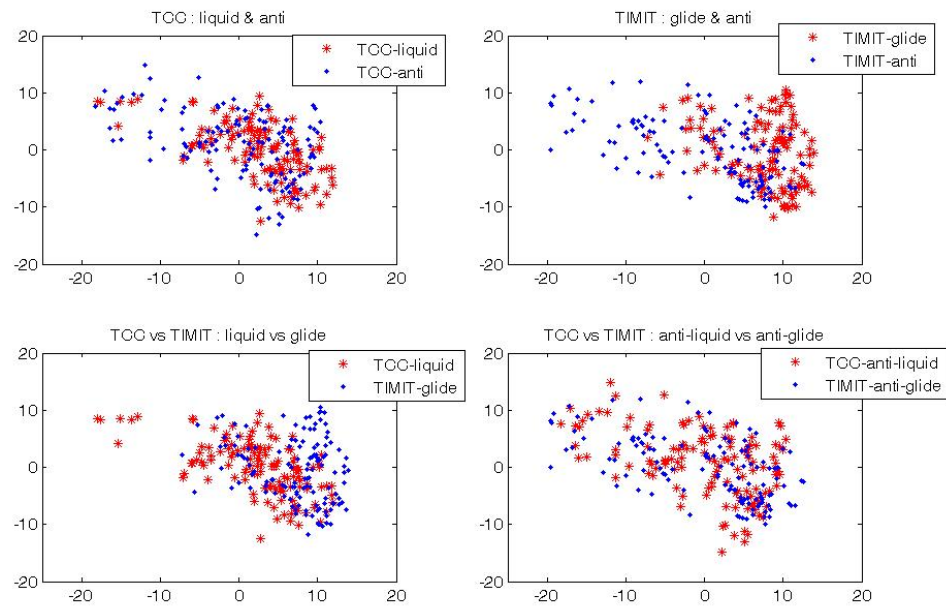 TCC : liquid & anti
TCC-liquid
TCC-anti
20
10
0
-10
-20
-20 -10 0 10 20
TIMIT : glide & anti
TIMIT-glide
TIMIT-anti
20
10
0
-10
-20
-20 -10 0 10 20
TCC vs TIMIT : liquid vs glide
TCC-liquid
TIMIT-glide
20
10
0
-10
-20
-20 -10 0 10 20
TCC vs TIMIT : anti-liquid vs anti-glide
TCC-anti-liquid
TIMIT-anti-glide
20
10
0
-10
-20
-20 -10 0 10 20